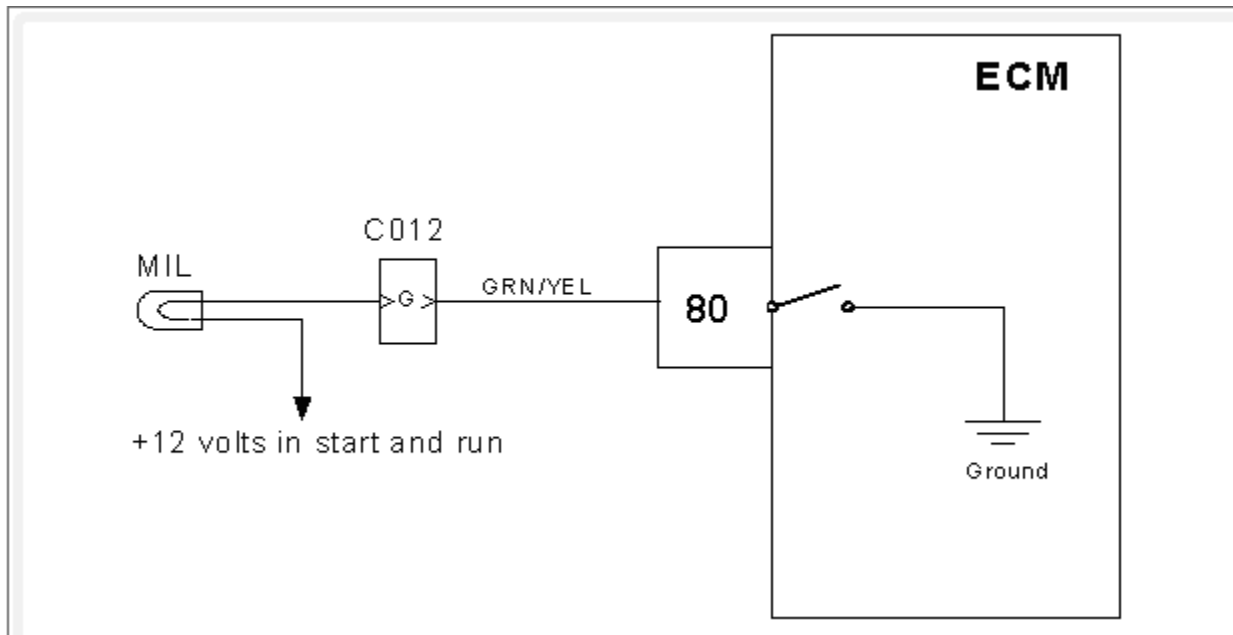 ECM
C012
MIL
G
GRN/YEL
80
+12 volts in start and run
Ground